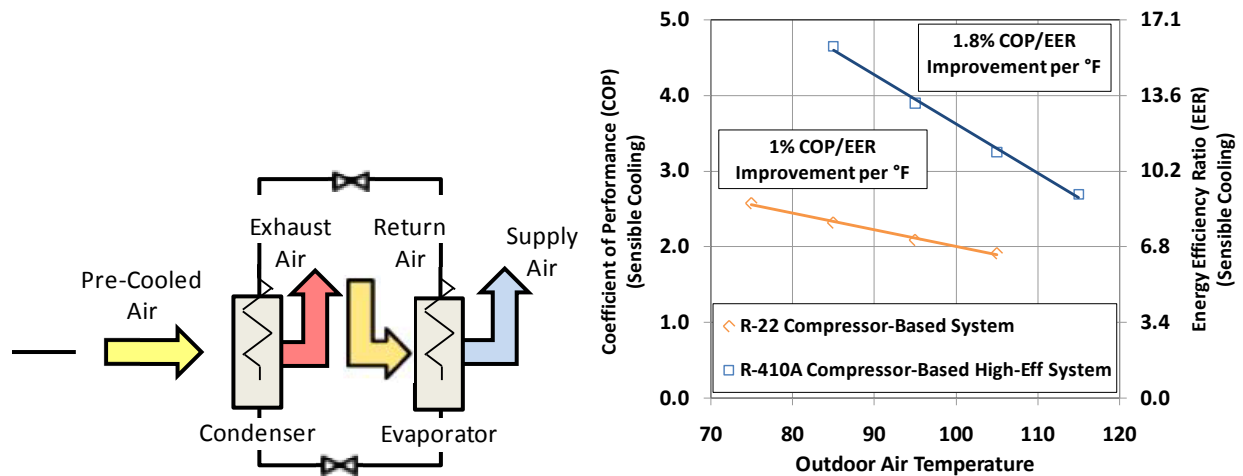 Exhaust
Air
Return
Air
Supply
Air
Pre-Cooled
Air
Condenser
Evaporator
Coefficient of Performance (COP)
(Sensible Cooling)
5.0
4.0
3.0
2.0
1.0
0.0
1.8% COP/EER
Improvement per °F
1% COP/EER
Improvement per °F
R-22 Compressor-Based System
R-410A Compressor-Based High-Eff System
70 80 90 100 110 120
Outdoor Air Temperature
17.1
13.6
10.2
6.8
3.4
0.0
Energy Efficiency Ratio (EER)
(Sensible Cooling)